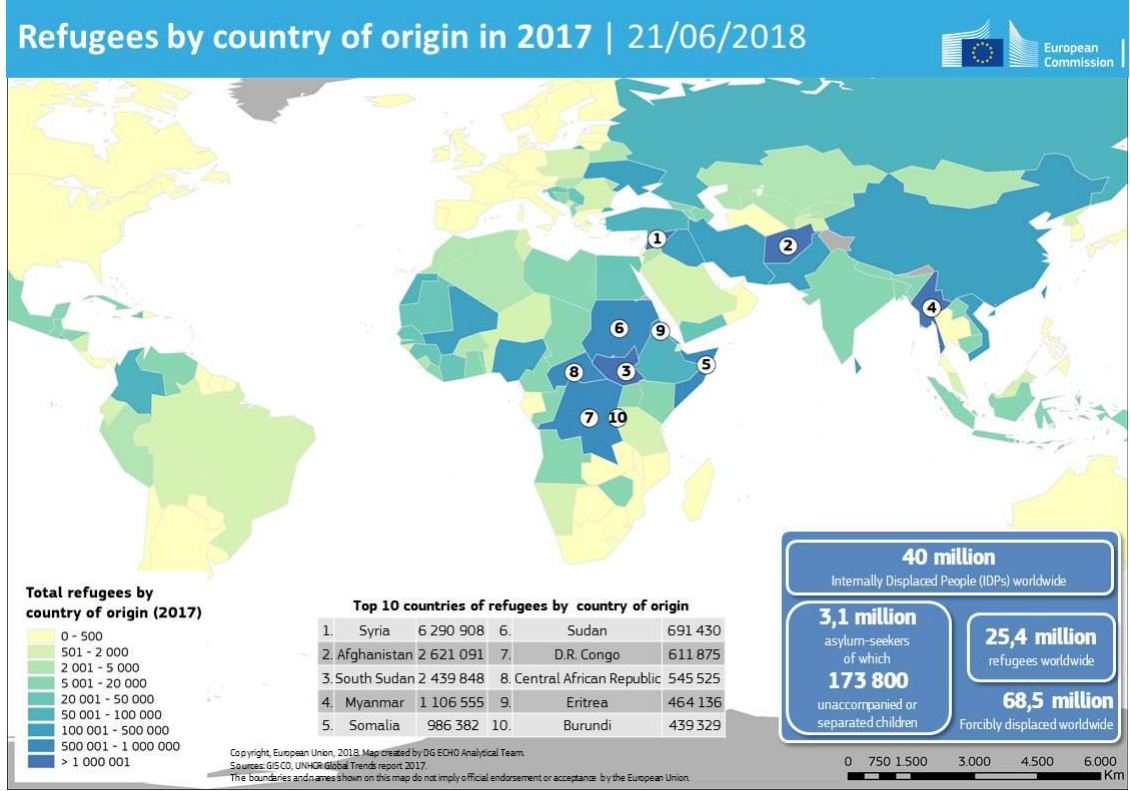 Refugees by country of origin in 2017 | 21/06/2018
European
Commission
1
2
4
6
9
5
8
3
7
10
Total refugees by
country of origin (2017)
0 - 500
501 - 2 000
2 001 - 5 000
5 001 - 20 000
20 001 - 50 000
50 001 - 100 000
100 001 - 500 000
500 001 - 1 000 000
> 1 000 001
Top 10 countries of refugees by country of origin
1. Syria 6 290 908 6. Sudan 691 430
2. Afghanistan 2 621 091 7. D.R. Congo 611 875
3. South Sudan 2 439 848 8. Central African Republic 545 525
4. Myanmar 1 106 555 9. Eritrea 464 136
5. Somalia 986 382 10. Burundi 439 329
40 million
Internally Displaced People (IDPs) worldwide
3,1 million
asylum-seekers
of which
173 800
unaccompanied or
separated children
25,4 million
refugees worldwide
68,5 million
Forcibly displaced worldwide
Copyright, European Union, 2018. Map created by DG ECHO Analytical Team.
Sources: GISCO, UNHCR Global Trends report 2017.
The boundaries and names shown on this map do not imply official endorsement or acceptance by the European Union.
0 750 1.500 3.000 4.500 6.000
Km